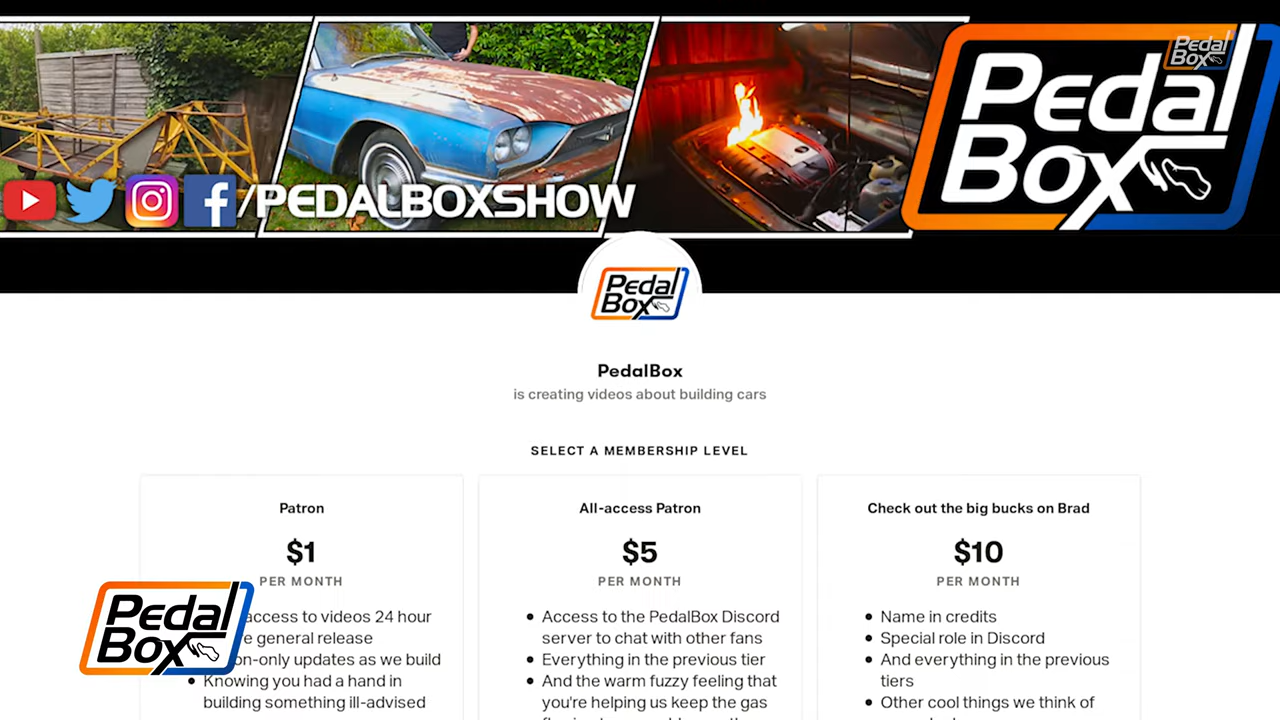 Pedal
Box
Pedal
Box
/PEDALBOXSHOW
Pedal
Box
PedalBox
is creating videos about building cars
SELECT A MEMBERSHIP LEVEL
Patron
$1
PER MONTH
access to videos 24 hour
general release
-only updates as we build
Knowing you had a hand in
building something ill-advised
All-access Patron
$5
PER MONTH
Access to the PedalBox Discord
server to chat with other fans
Everything in the previous tier
And the warm fuzzy feeling that
you're helping us keep the gas
Check out the big bucks on Brad
$10
PER MONTH
Name in credits
Special role in Discord
And everything in the previous
tiers
Other cool things we think of
Pedal
Box